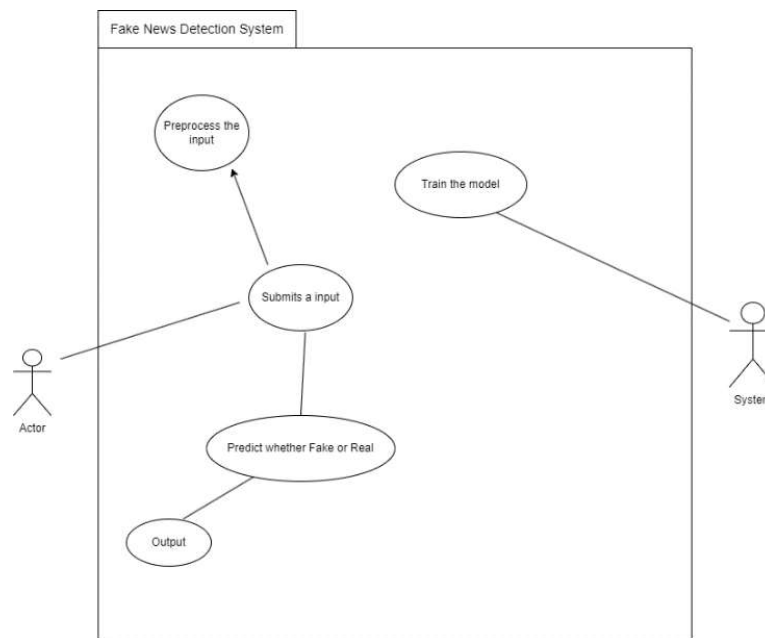 Fake News Detection System
Preprocess the
input
Train the model
Submits a input
Actor
System
Predict whether Fake or Real
Output